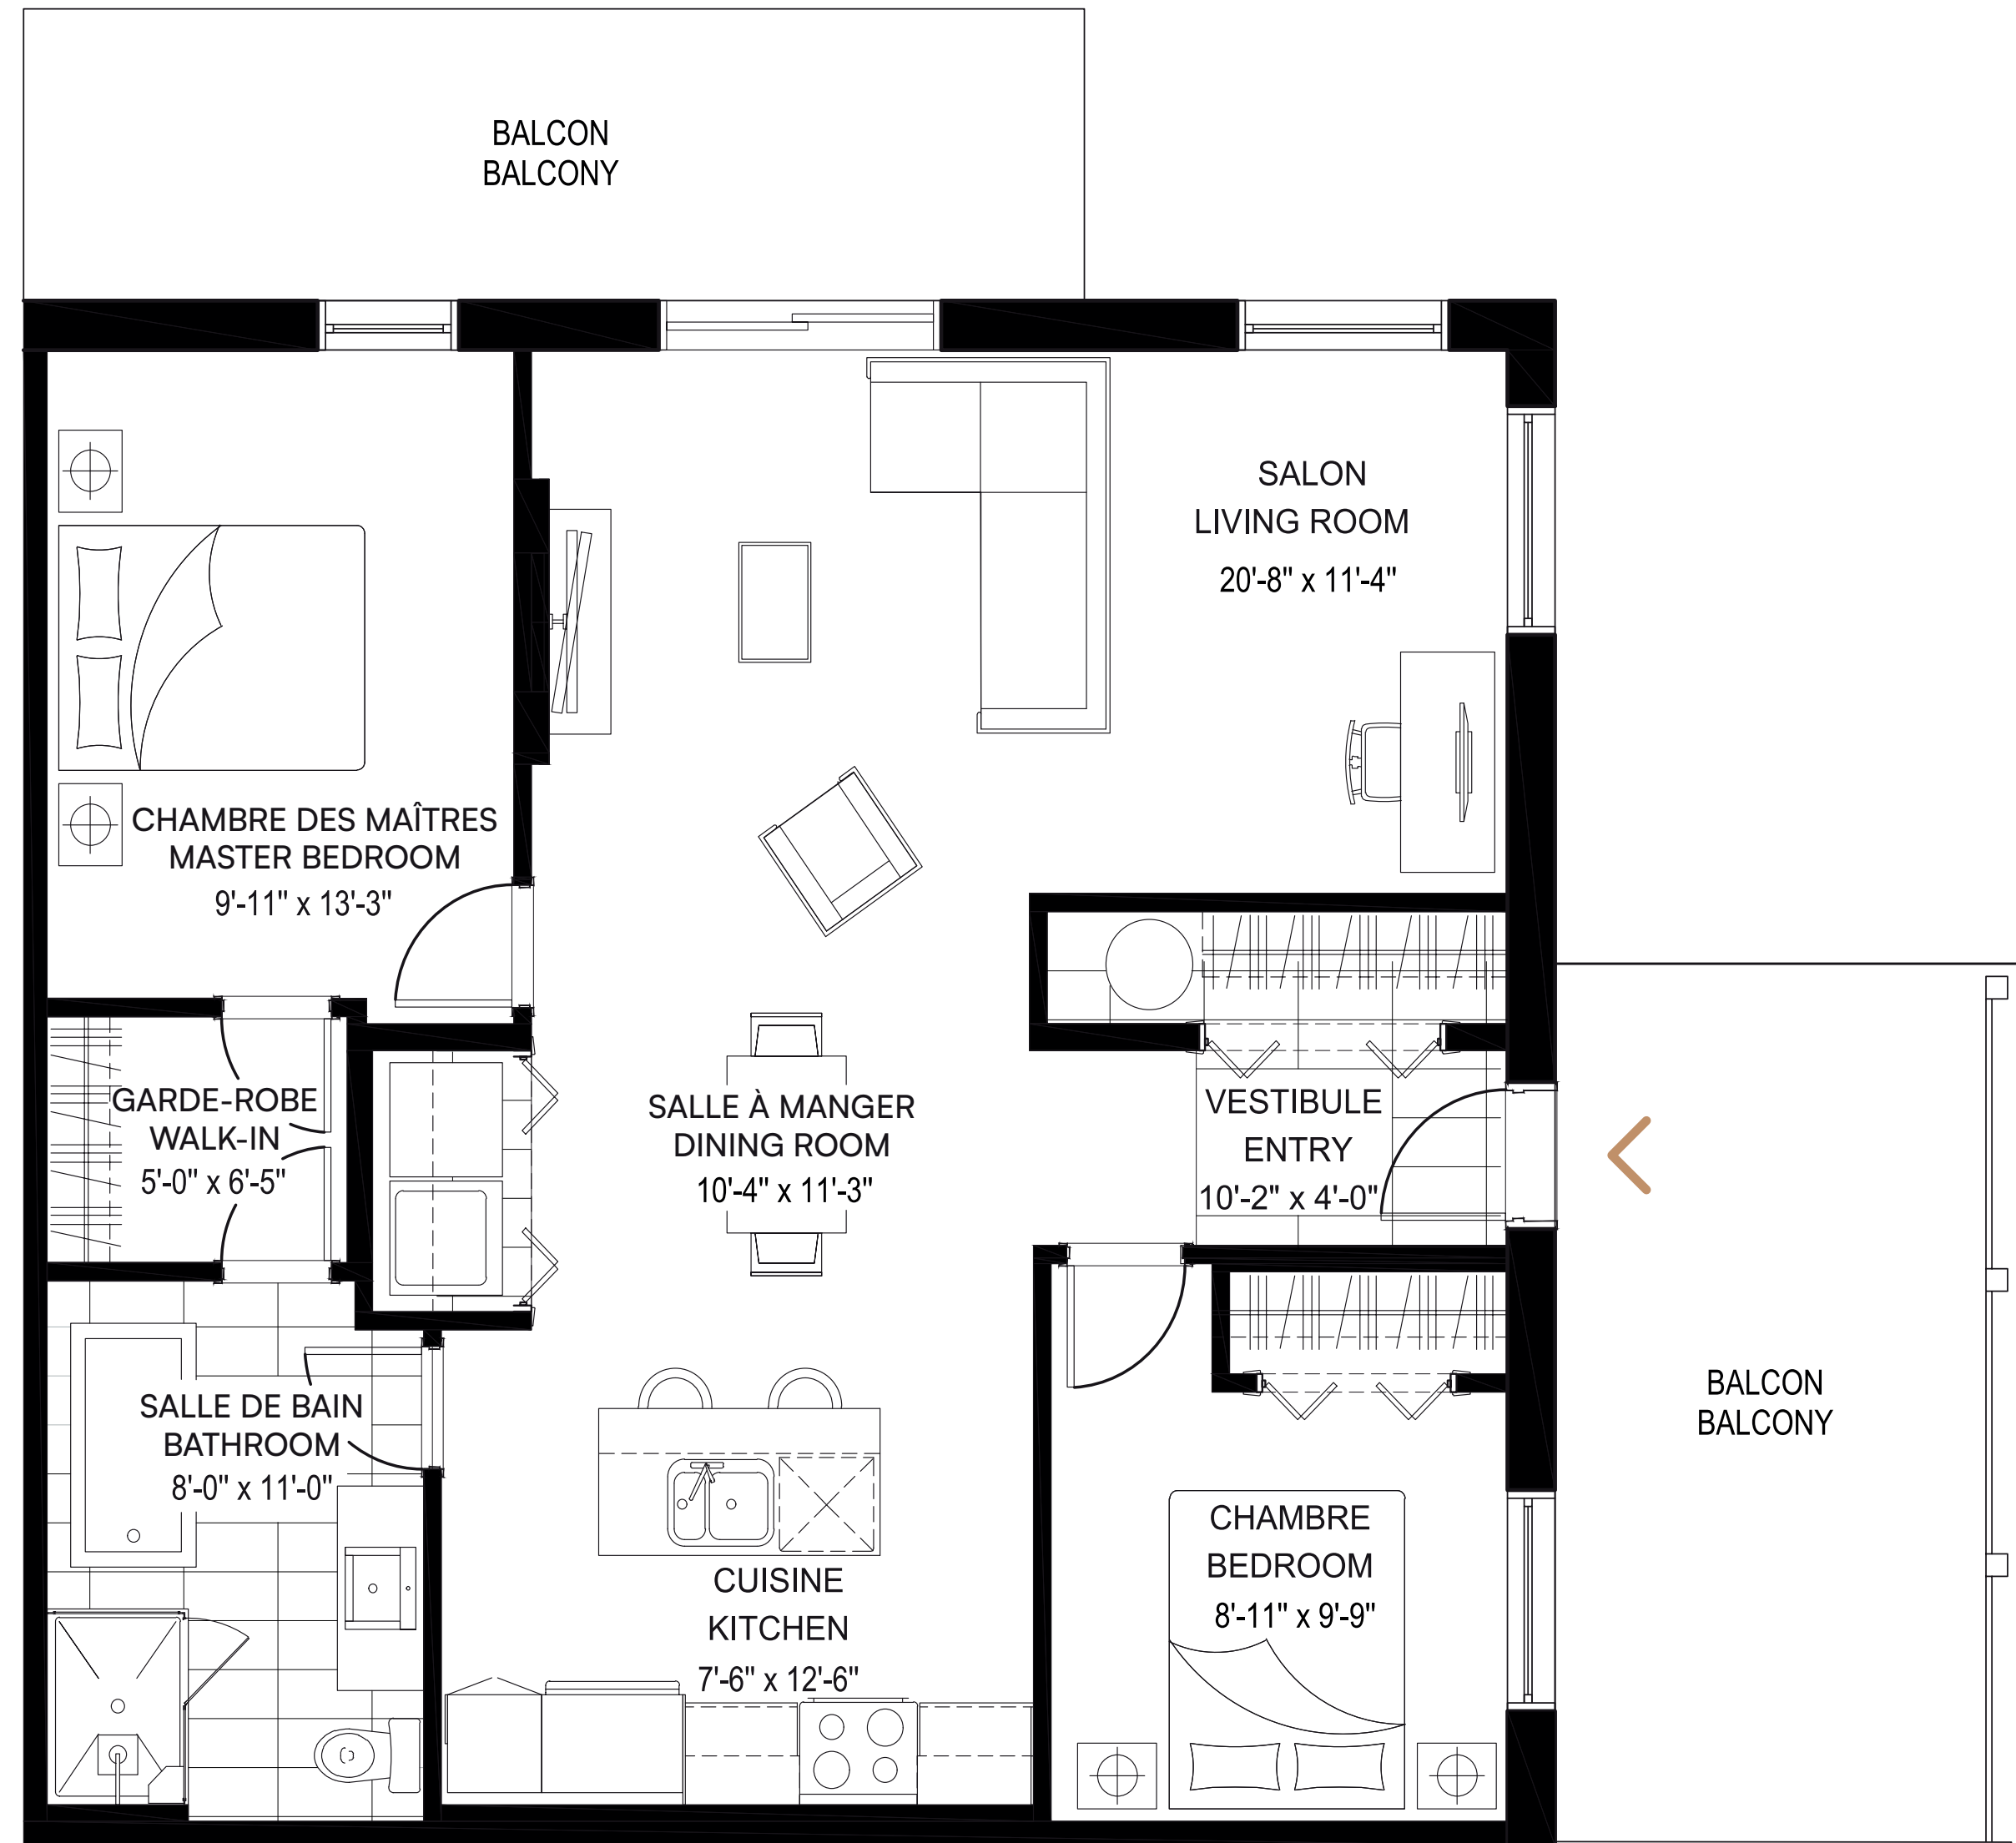 BALCON
BALCONY
SALON
LIVING ROOM
20'-8" x 11'-4"
CHAMBRE DES MAÎTRES
MASTER BEDROOM
9'-11" x 13'-3"
GARDE-ROBE
WALK-IN
5'-0" x 6'-5"
SALLE À MANGER
DINING ROOM
10'-4" x 11'-3"
VESTIBULE
ENTRY
10'-2" x 4'-0"
SALLE DE BAIN
BATHROOM
8'-0" x 11'-0"
BALCON
BALCONY
CUISINE
KITCHEN
7'-6" x 12'-6"
CHAMBRE
BEDROOM
8'-11" x 9'-9"